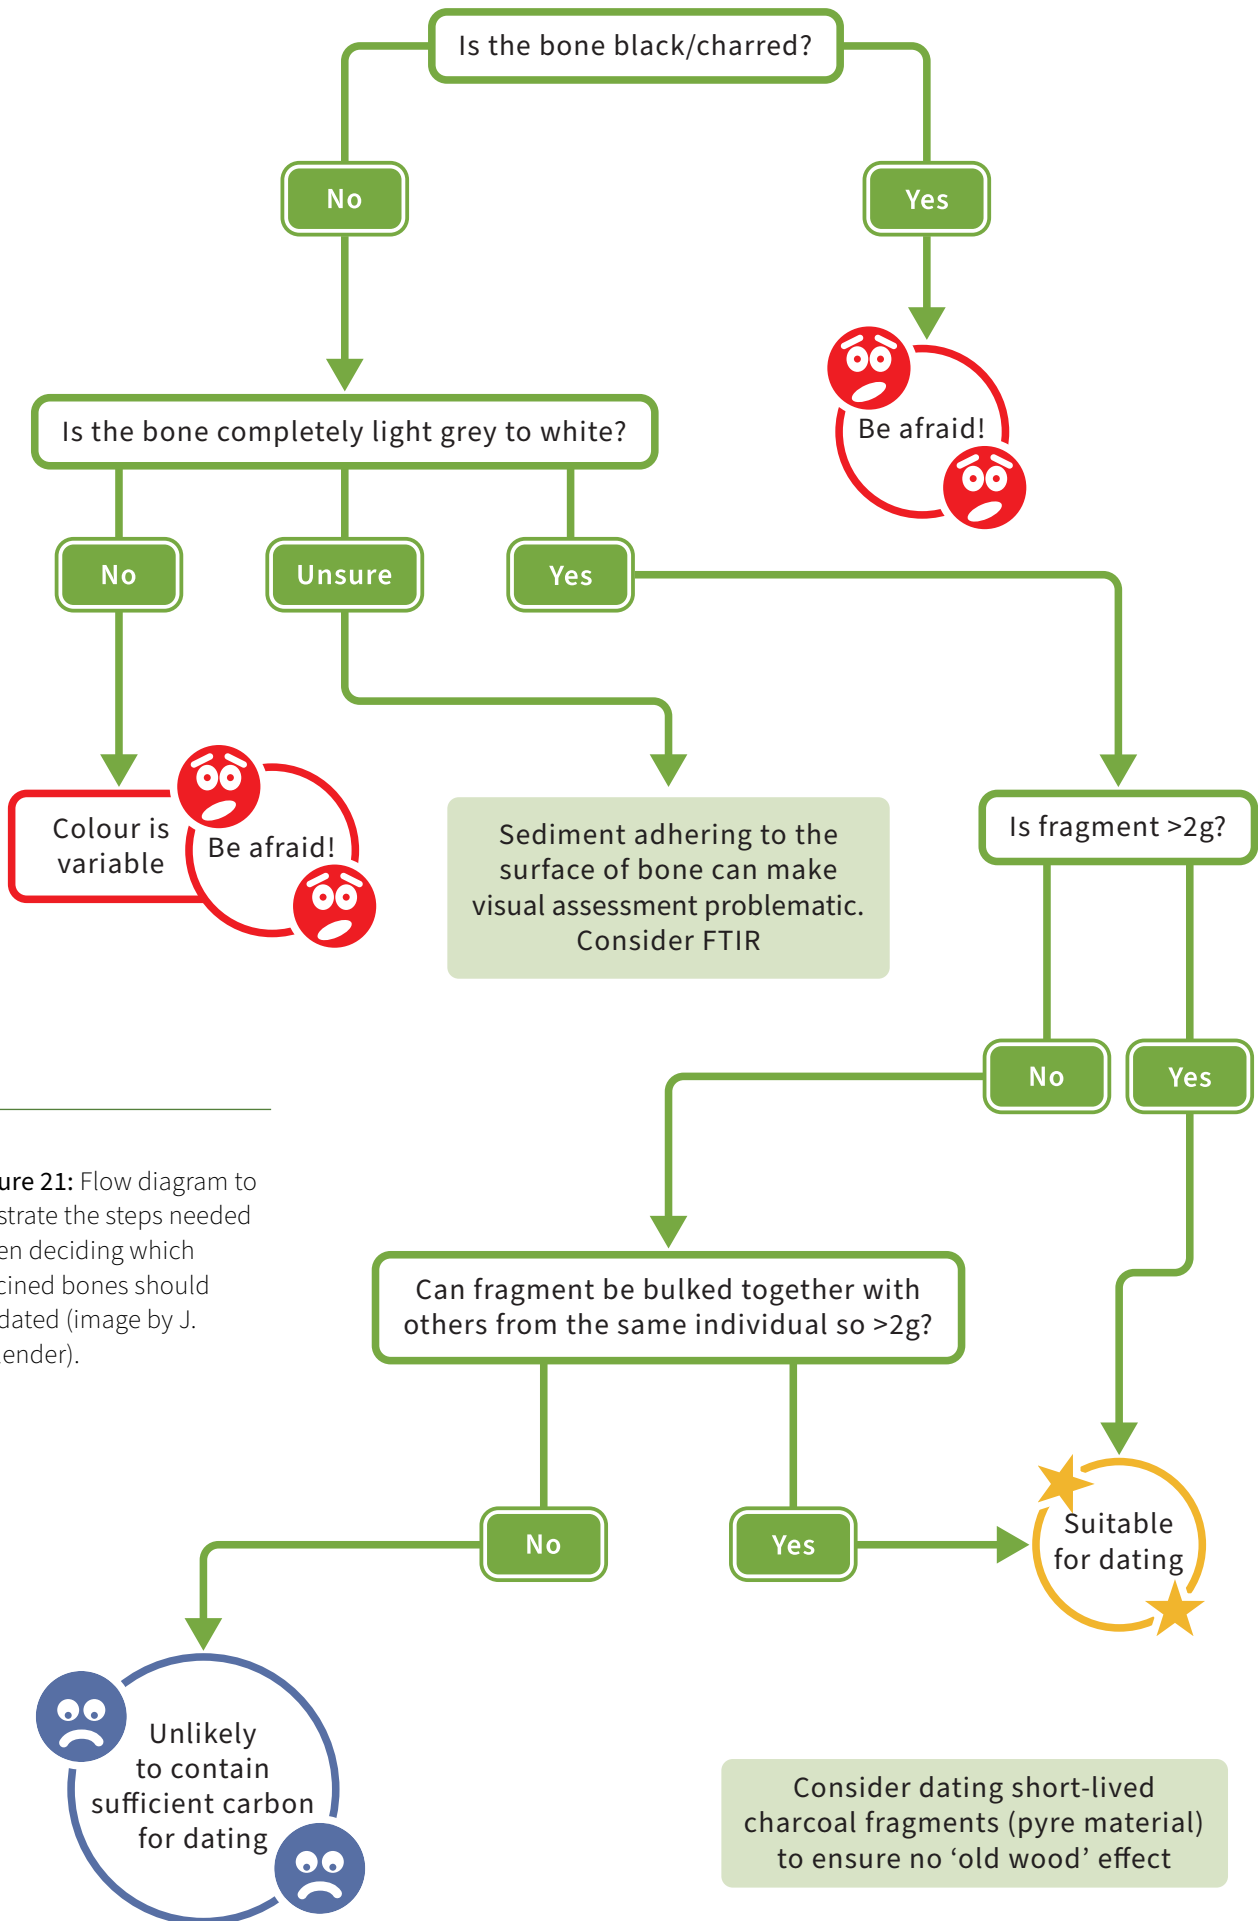 Is the bone black/charred?
No
Yes
Be afraid!
Is the bone completely light grey to white?
No
Unsure
Yes
Colour is
variable
Be afraid!
Sediment adhering to the
surface of bone can make
visual assessment problematic.
Consider FTIR
Is fragment >2g?
No
Yes
ure 21: Flow diagram to
strate the steps needed
en deciding which
cined bones should
dated (image by J.
ender).
Can fragment be bulked together with
others from the same individual so >2g?
No
Yes
Suitable
for dating
Unlikely
to contain
sufficient carbon
for dating
Consider dating short-lived
charcoal fragments (pyre material)
to ensure no ‘old wood’ effect